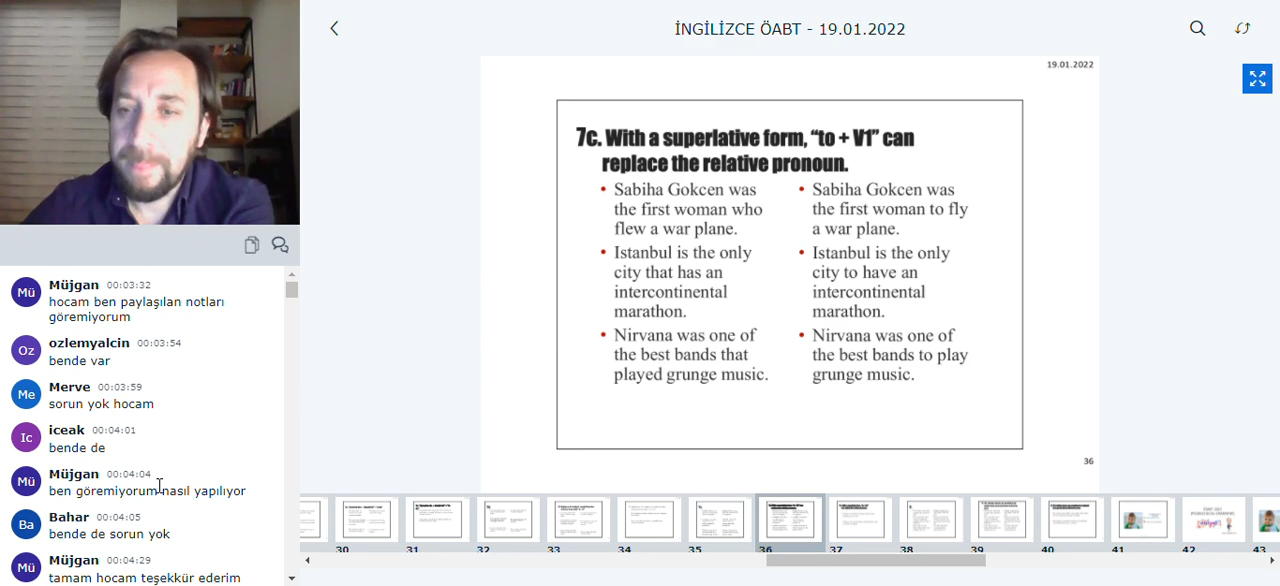 İNGİLİZCE ÖABT - 19.01.2022
19.01.2022
7c. With a superlative form, “to + V1” can
replace the relative pronoun.
• Sabiha Gokcen was
the first woman who
flew a war plane.
• Istanbul is the only
city that has an
intercontinental
marathon.
• Nirvana was one of
the best bands that
played grunge music.
• Sabiha Gokcen was
the first woman to fly
a war plane.
• Istanbul is the only
city to have an
intercontinental
marathon.
• Nirvana was one of
the best bands to play
grunge music.
36
Mü
Müjgan 00:03:32
hocam ben paylaşılan notları
göremiyorum
Oz
ozlemyalcin 00:03:54
bende var
Me
Merve 00:03:59
sorun yok hocam
Ic
iceak 00:04:01
bende de
Mü
Müjgan 00:04:04
ben göremiyorum nasıl yapılıyor
Ba
Bahar 00:04:05
bende de sorun yok
Mü
Müjgan 00:04:29
tamam hocam teşekkür ederim
30 31 32 33 34 35 36 37 38 39 40 41 42 43